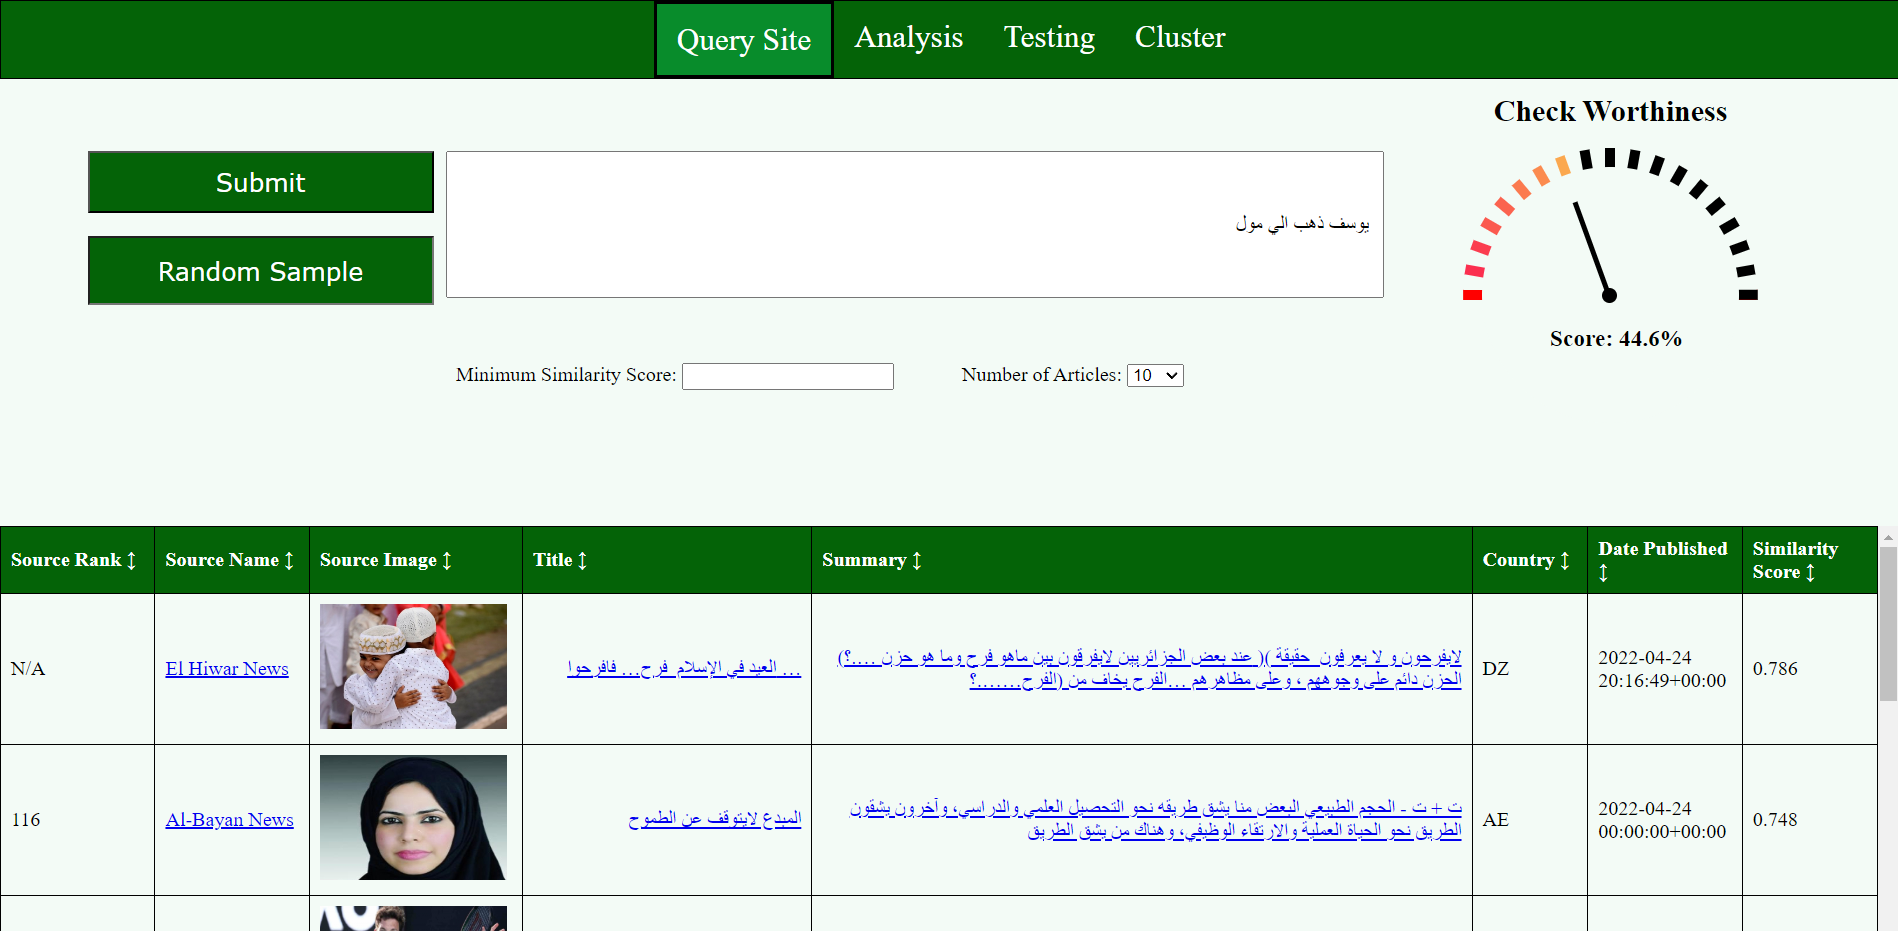 Query Site
Analysis
Testing
Cluster
Check Worthiness
Submit
Random Sample
يوسف ذهب الي مول
Score: 44.6%
Minimum Similarity Score:
Number of Articles: 10
Source Rank ↕
Source Name ↕
Source Image ↕
Title ↕
Summary ↕
Country ↕
Date Published ↕
Similarity
Score ↕
N/A
El Hiwar News
العيد في الإسلام فرح… فافرحوا …
لايفرحون و لا يعرفون حقيقة )( عند بعض الجزائريين لايفرقون بين ماهو فرح وما هو حزن ….؟)
الحزن دائم على وجوههم ، وعلى مظاهرهم …الفرح يخاف من (الفرح…….؟
DZ
2022-04-24
20:16:49+00:00
0.786
116
Al-Bayan News
المبدع لايتوقف عن الطموح
ت + ت - الحجم الطبيعي البعض منا يشق طريقه نحو التحصيل العلمي والدراسي، وآخرون يشقون
الطريق نحو الحياة العملية والارتقاء الوظيفي، وهناك من يشق الطريق
AE
2022-04-24
00:00:00+00:00
0.748